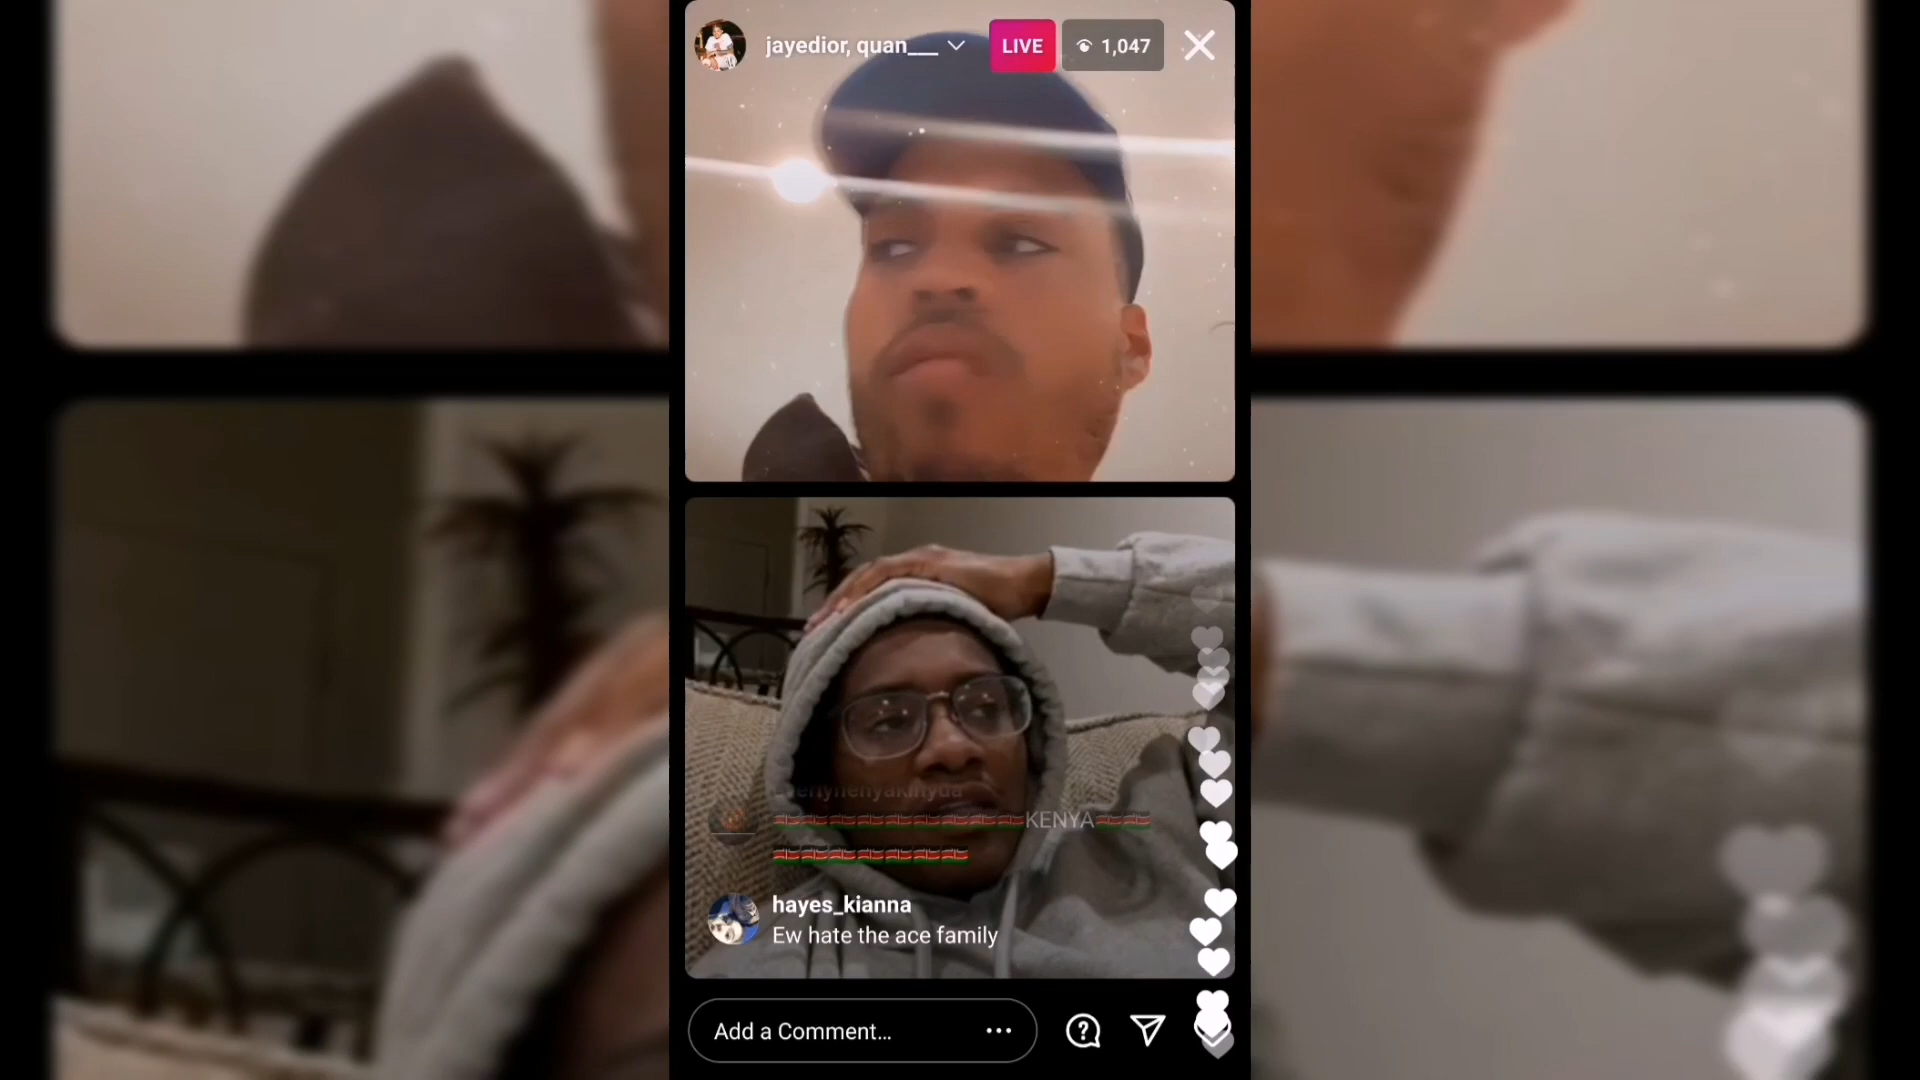 jayedior, quan___
LIVE
1,047
KENYA
hayes_kianna
Ew hate the ace family
Add a Comment...